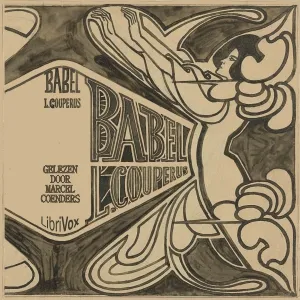 BABEL
L. COUPERUS
GELEZEN
DOOR
MARCEL
COENDERS
LibriVox
BABEL
L. COUPERUS